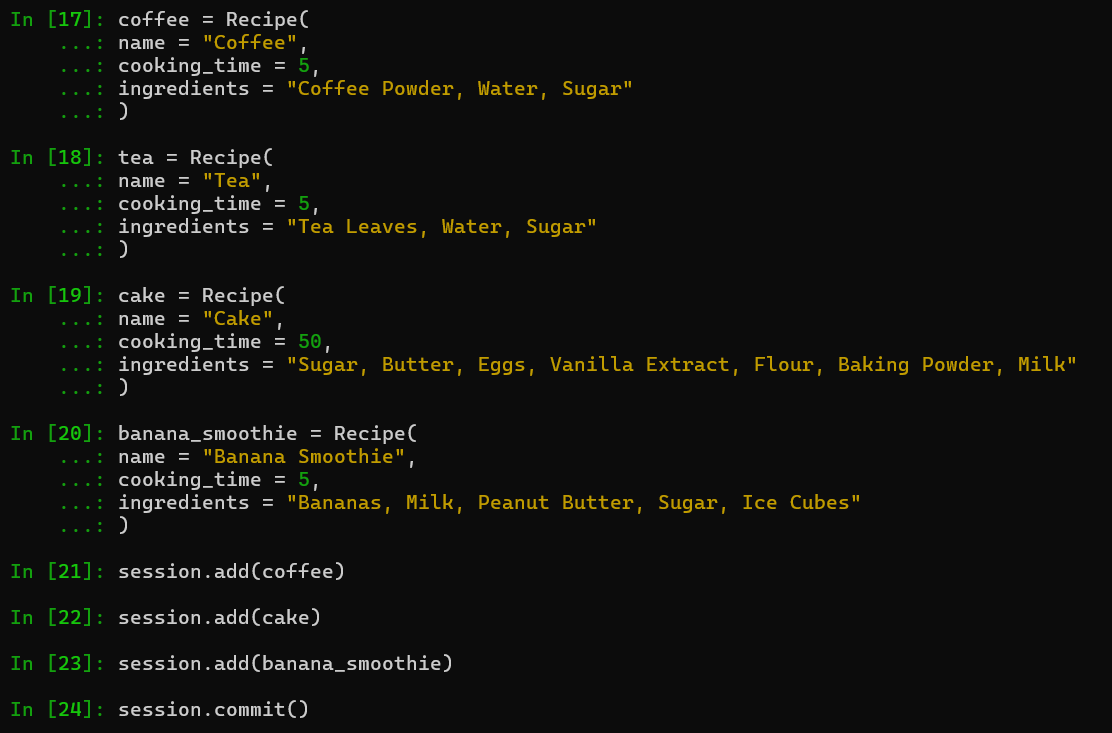 In [17]: coffee = Recipe(
    ...: name = "Coffee",
    ...: cooking_time = 5,
    ...: ingredients = "Coffee Powder, Water, Sugar"
    ...: )
In [18]: tea = Recipe(
    ...: name = "Tea",
    ...: cooking_time = 5,
    ...: ingredients = "Tea Leaves, Water, Sugar"
    ...: )
In [19]: cake = Recipe(
    ...: name = "Cake",
    ...: cooking_time = 50,
    ...: ingredients = "Sugar, Butter, Eggs, Vanilla Extract, Flour, Baking Powder, Milk"
    ...: )
In [20]: banana_smoothie = Recipe(
    ...: name = "Banana Smoothie",
    ...: cooking_time = 5,
    ...: ingredients = "Bananas, Milk, Peanut Butter, Sugar, Ice Cubes"
    ...: )
In [21]: session.add(coffee)
In [22]: session.add(cake)
In [23]: session.add(banana_smoothie)
In [24]: session.commit()